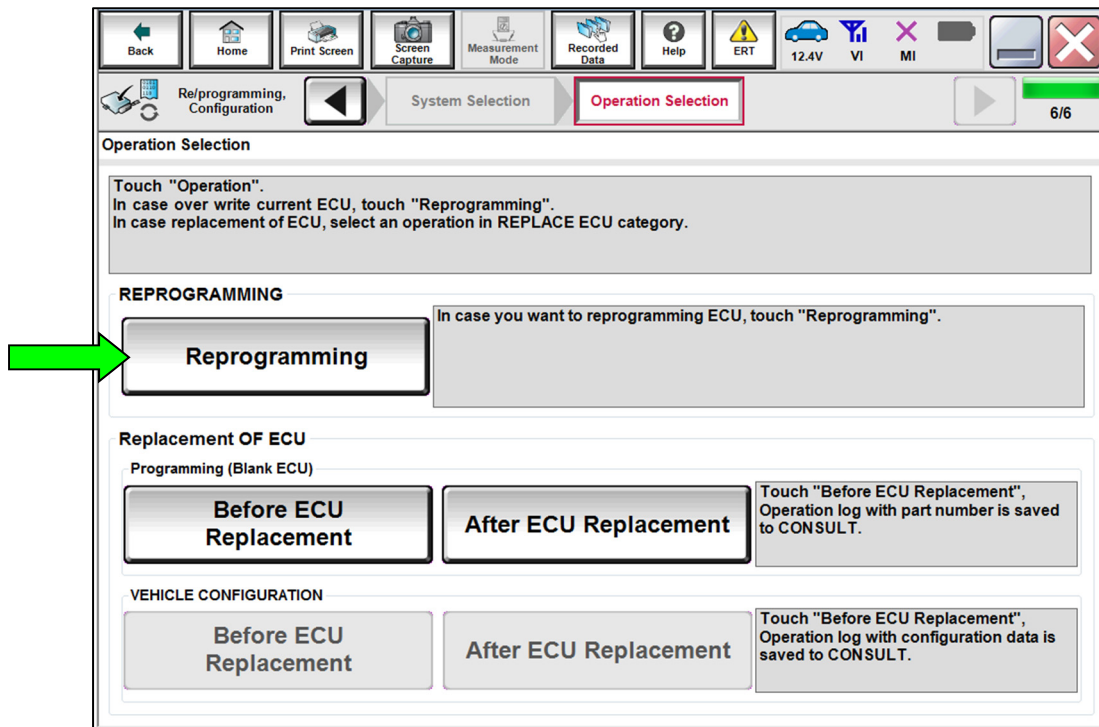 Back
Home
Print Screen
Screen
Capture
Measurement
Mode
Recorded
Data
Help
ERT
12.4V
VI
MI
Re/programming,
Configuration
System Selection
Operation Selection
6/6
Operation Selection
Touch "Operation".
In case over write current ECU, touch "Reprogramming".
In case replacement of ECU, select an operation in REPLACE ECU category.
REPROGRAMMING
Reprogramming
In case you want to reprogramming ECU, touch "Reprogramming".
Replacement OF ECU
Programming (Blank ECU)
Before ECU
Replacement
After ECU Replacement
Touch "Before ECU Replacement",
Operation log with part number is saved
to CONSULT.
VEHICLE CONFIGURATION
Before ECU
Replacement
After ECU Replacement
Touch "Before ECU Replacement",
Operation log with configuration data is
saved to CONSULT.